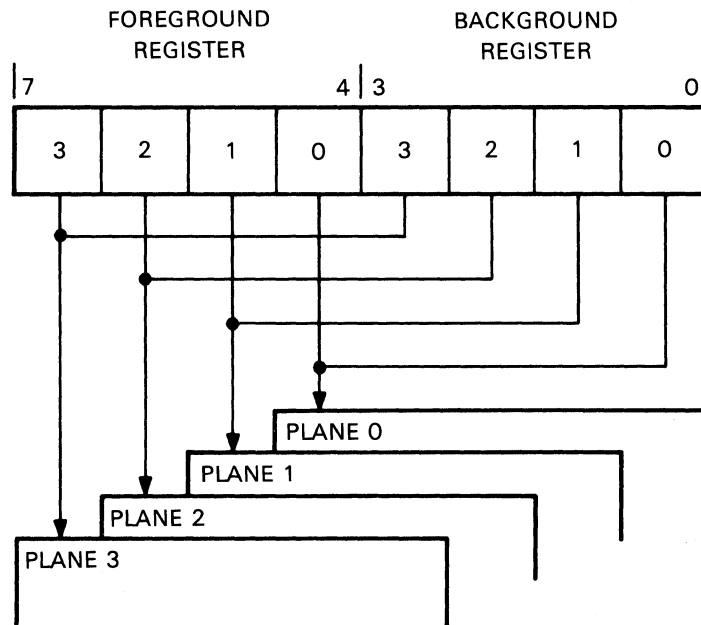 FOREGROUND
REGISTER
BACKGROUND
REGISTER
7 4 3 0
3 2 1 0 3 2 1 0
PLANE 0
PLANE 1
PLANE 2
PLANE 3